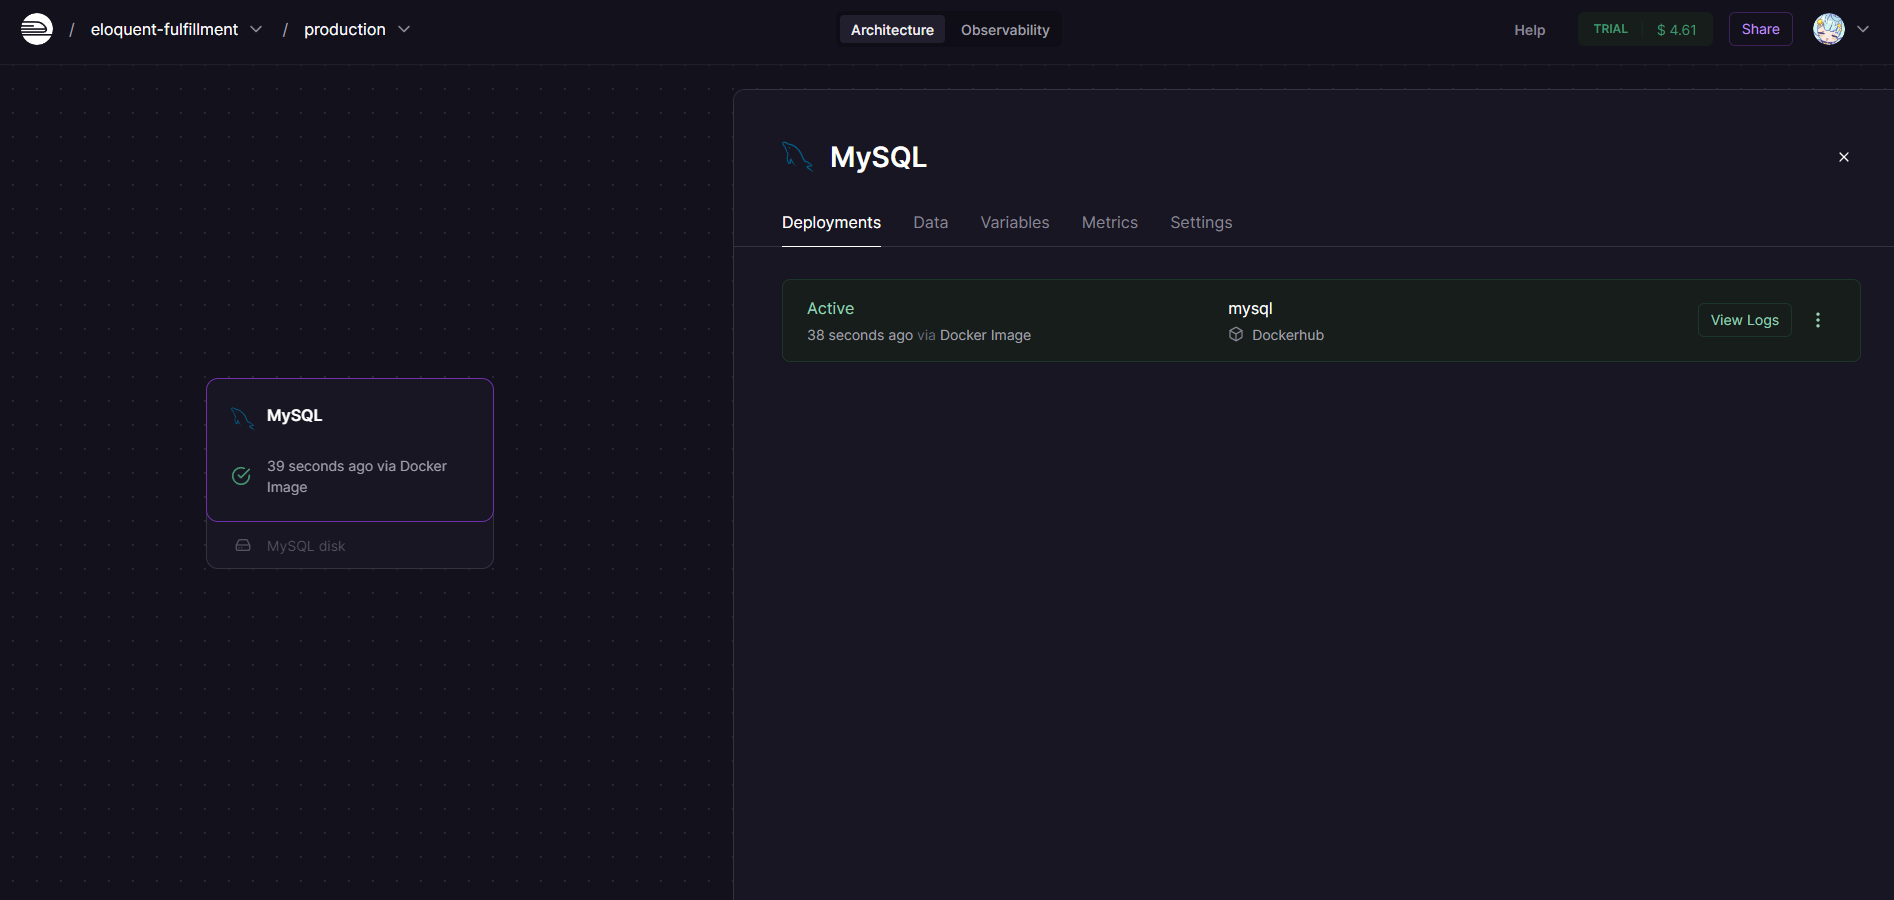 / eloquent-fulfillment / production
Architecture Observability
Help TRIAL $ 4.61 Share
MySQL
39 seconds ago via Docker
Image
MySQL disk
MySQL
Deployments Data Variables Metrics Settings
Active
38 seconds ago via Docker Image
mysql
Dockerhub
View Logs